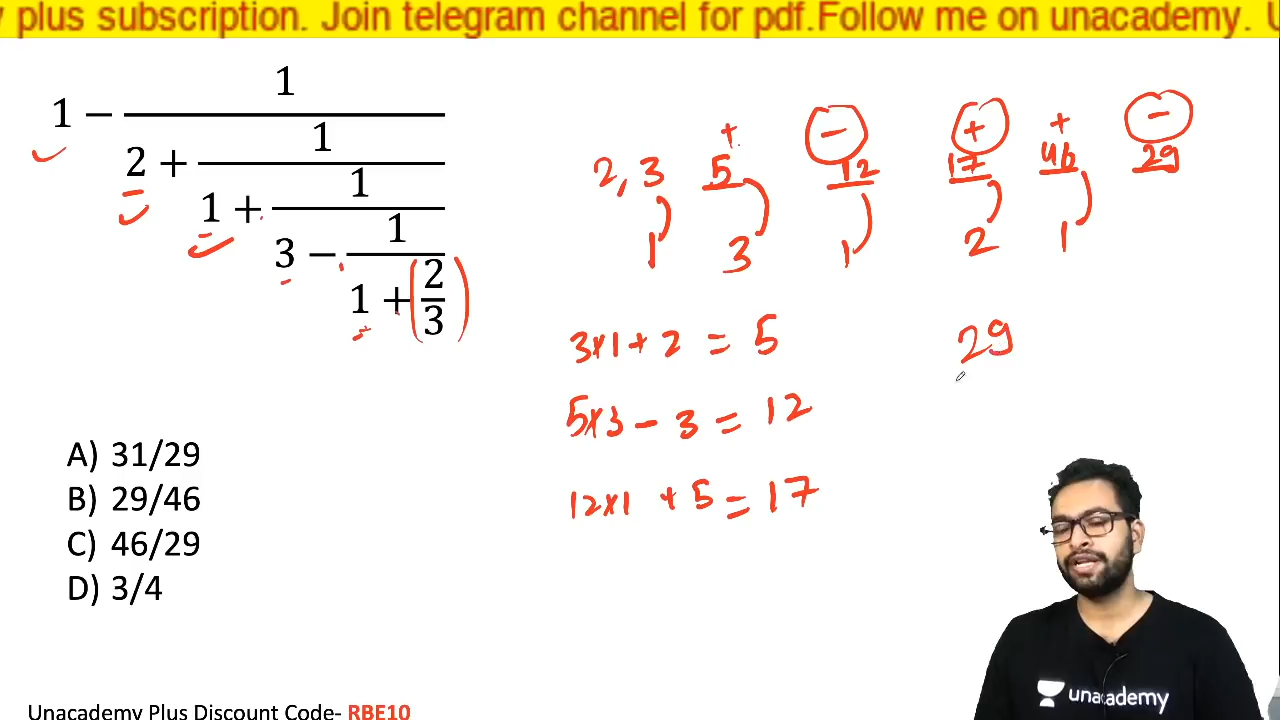 plus subscription. Join telegram channel for pdf.Follow me on unacademy. U
1 − 1
2 + 1
1 + 1
3 − 1
1 + (2/3)
+ − + + −
2, 3 5 12 17 46 29
1 3 1 2 1
3×1 + 2 = 5
29
5×3 − 3 = 12
12×1 + 5 = 17
A) 31/29
B) 29/46
C) 46/29
D) 3/4
unacademy
Unacademy Plus Discount Code- RBE10